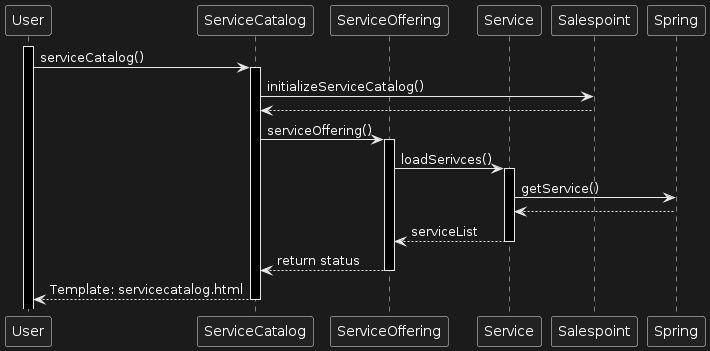 User ServiceCatalog ServiceOffering Service Salespoint Spring
serviceCatalog()
initializeServiceCatalog()
serviceOffering()
loadSerivces()
getService()
serviceList
return status
Template: servicecatalog.html
User ServiceCatalog ServiceOffering Service Salespoint Spring